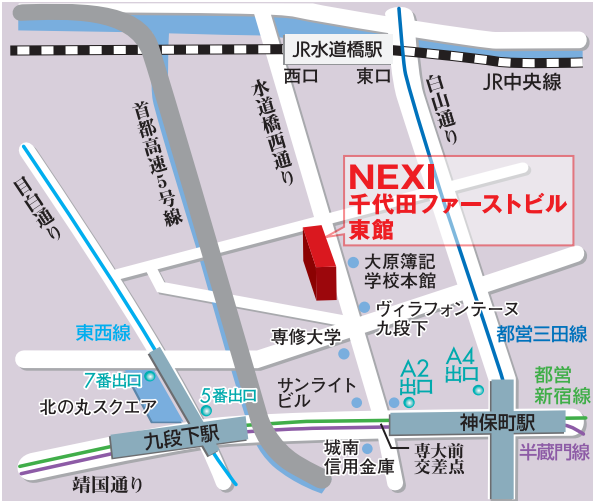 JR水道橋駅
西口
東口
JR中央線
水道橋西通り
白山通り
首都高速5号線
目白通り
NEXI
千代田ファーストビル
東館
大原簿記
学校本館
ヴィラフォンテーヌ
九段下
専修大学
都営三田線
東西線
7番出口
5番出口
A2
出口
A4
出口
都営
新宿線
サンライト
ビル
北の丸スクエア
九段下駅
神保町駅
半蔵門線
城南
信用金庫
専大前
交差点
靖国通り